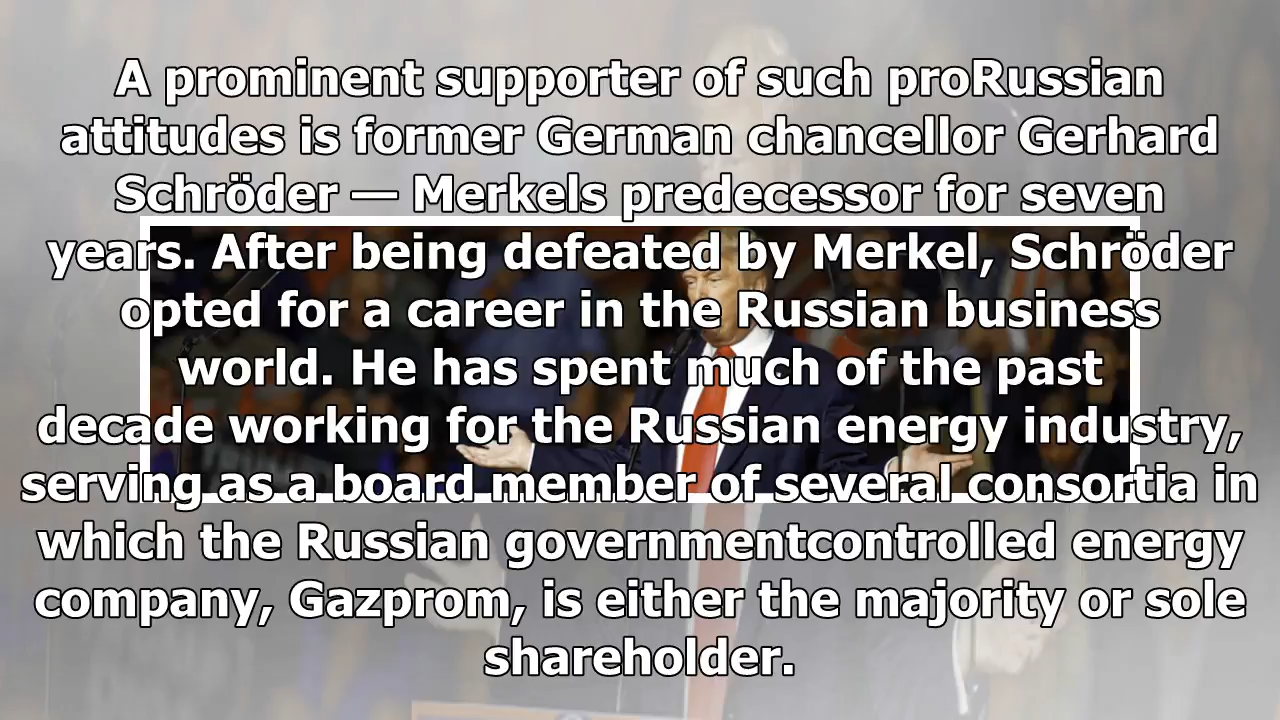 A prominent supporter of such proRussian
attitudes is former German chancellor Gerhard
Schröder — Merkels predecessor for seven
years. After being defeated by Merkel, Schröder
opted for a career in the Russian business
world. He has spent much of the past
decade working for the Russian energy industry,
serving as a board member of several consortia in
which the Russian governmentcontrolled energy
company, Gazprom, is either the majority or sole
shareholder.